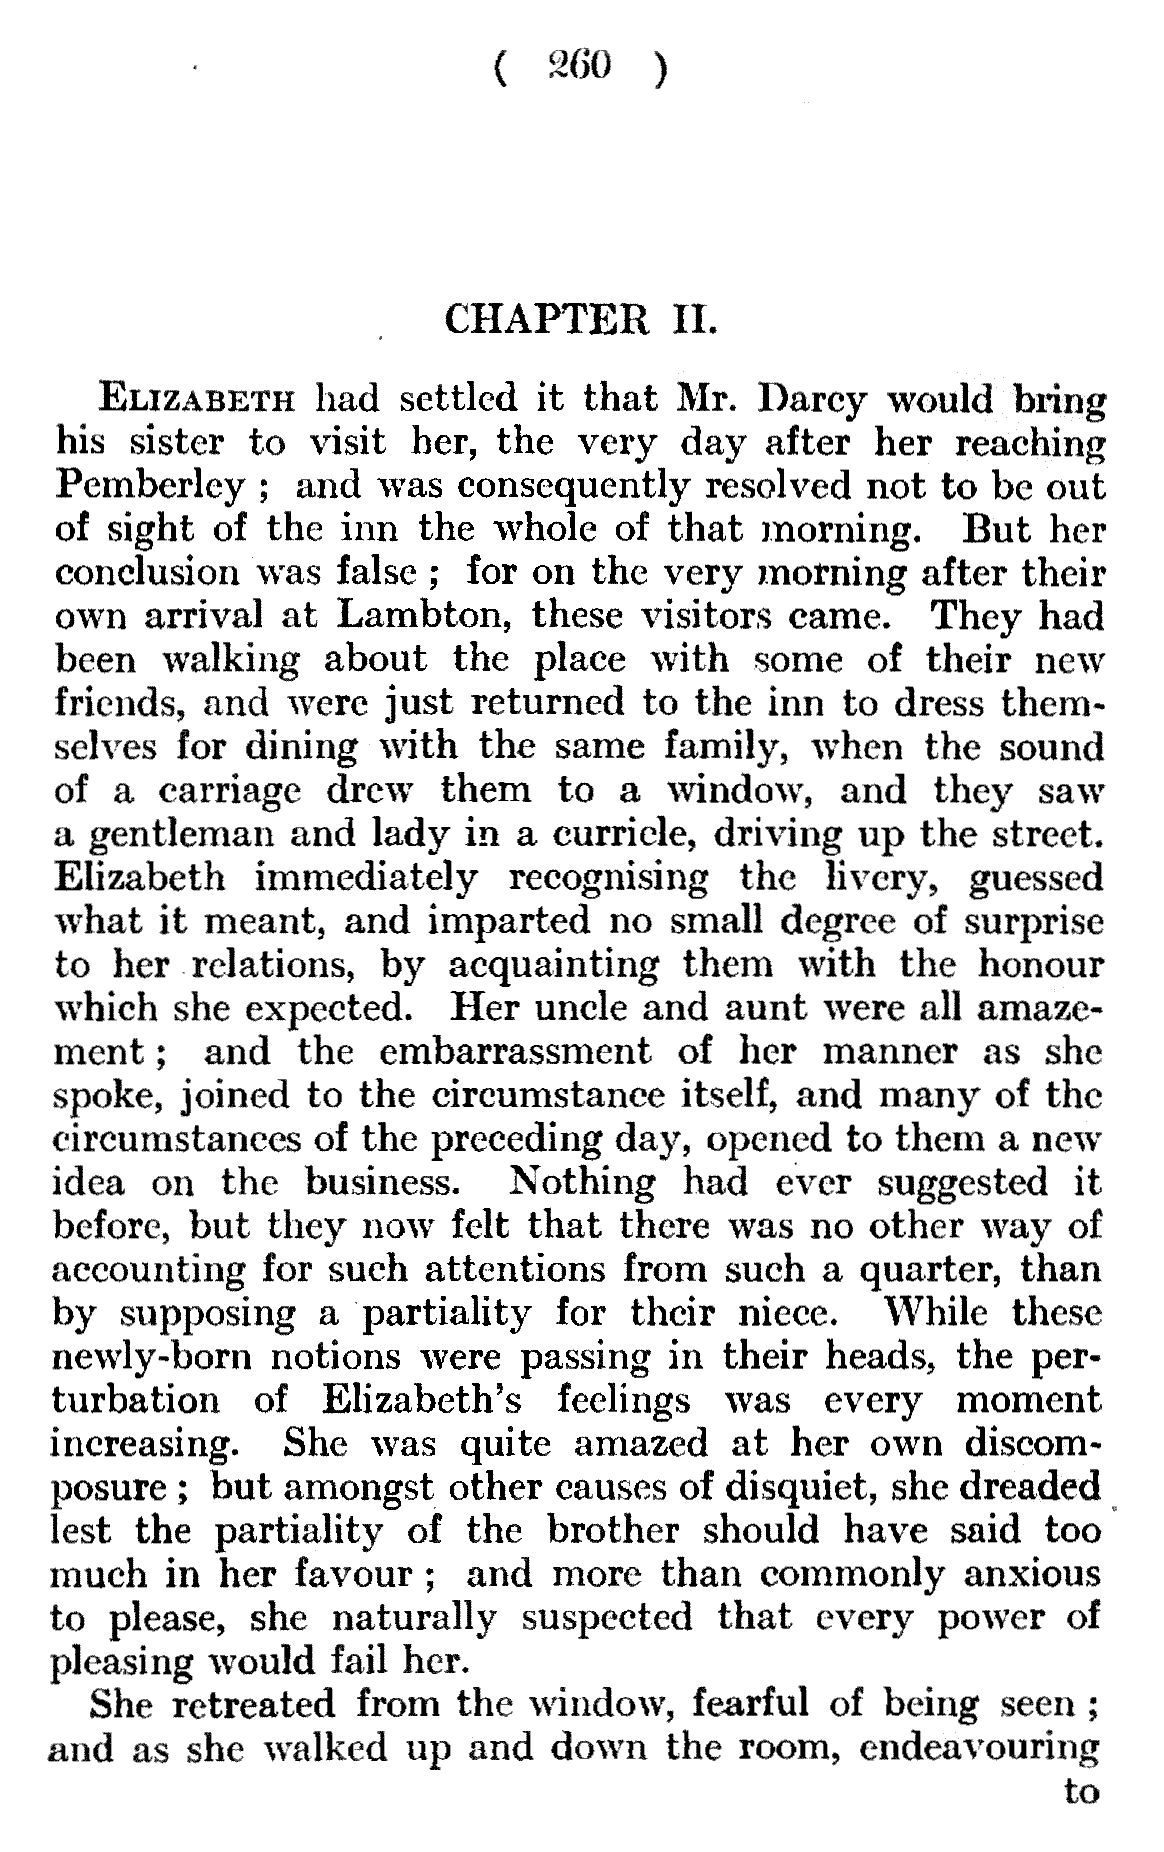 ( 260 )
CHAPTER II.
ELIZABETH had settled it that Mr. Darcy would bring
his sister to visit her, the very day after her reaching
Pemberley ; and was consequently resolved not to be out
of sight of the inn the whole of that morning. But her
conclusion was false ; for on the very morning after their
own arrival at Lambton, these visitors came. They had
been walking about the place with some of their new
friends, and were just returned to the inn to dress them-
selves for dining with the same family, when the sound
of a carriage drew them to a window, and they saw
a gentleman and lady in a curricle, driving up the street.
Elizabeth immediately recognising the livery, guessed
what it meant, and imparted no small degree of surprise
to her relations, by acquainting them with the honour
which she expected. Her uncle and aunt were all amaze-
ment ; and the embarrassment of her manner as she
spoke, joined to the circumstance itself, and many of the
circumstances of the preceding day, opened to them a new
idea on the business. Nothing had ever suggested it
before, but they now felt that there was no other way of
accounting for such attentions from such a quarter, than
by supposing a partiality for their niece. While these
newly-born notions were passing in their heads, the per-
turbation of Elizabeth's feelings was every moment
increasing. She was quite amazed at her own discom-
posure ; but amongst other causes of disquiet, she dreaded
lest the partiality of the brother should have said too
much in her favour ; and more than commonly anxious
to please, she naturally suspected that every power of
pleasing would fail her.
She retreated from the window, fearful of being seen ;
and as she walked up and down the room, endeavouring
to